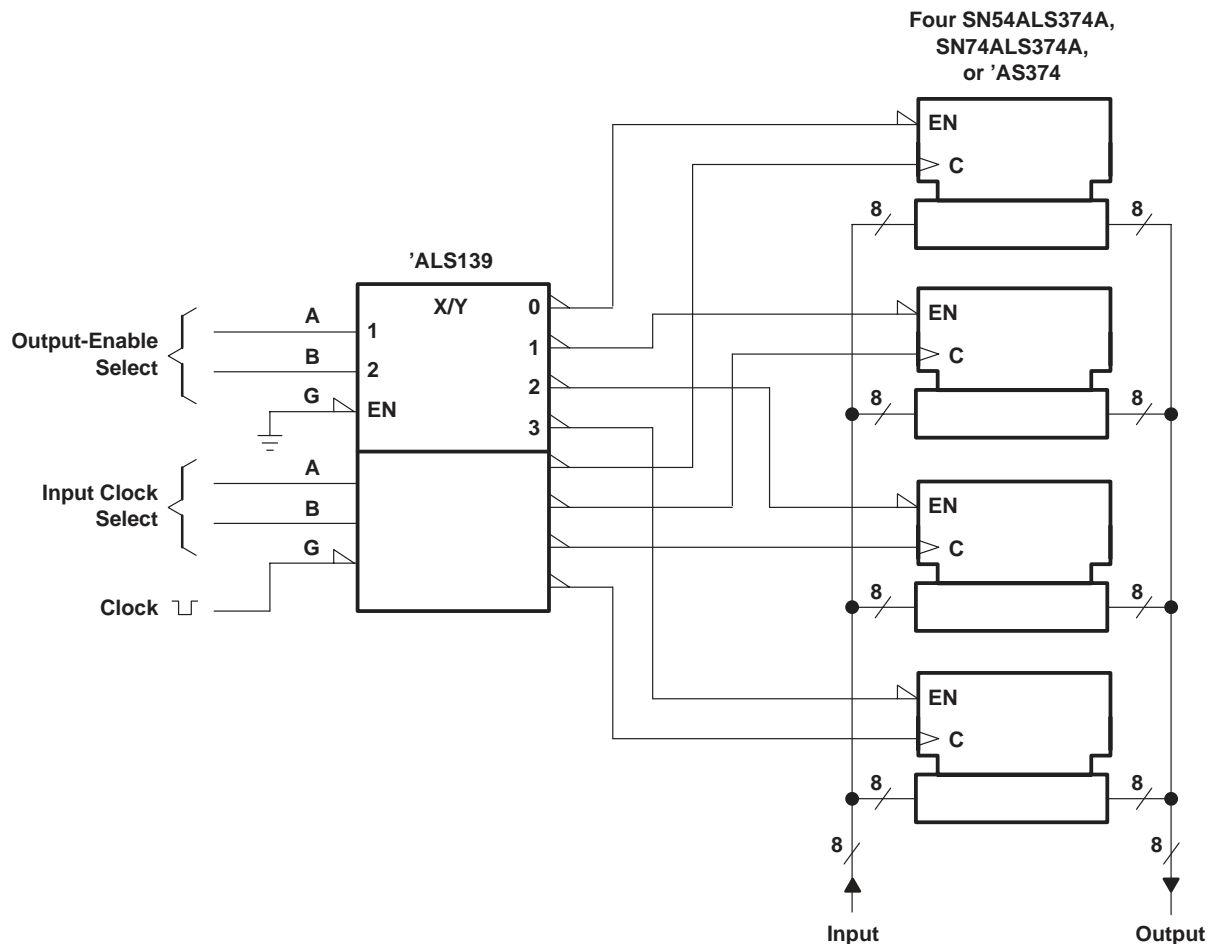 Four SN54ALS374A,
SN74ALS374A,
or ’AS374
EN
C
8
8
’ALS139
X/Y
0
1
2
3
Output-Enable
Select
A
1
B
2
G
EN
Input Clock
Select
A
B
G
Clock
EN
C
8
8
EN
C
8
8
EN
C
8
8
8
8
Input
Output